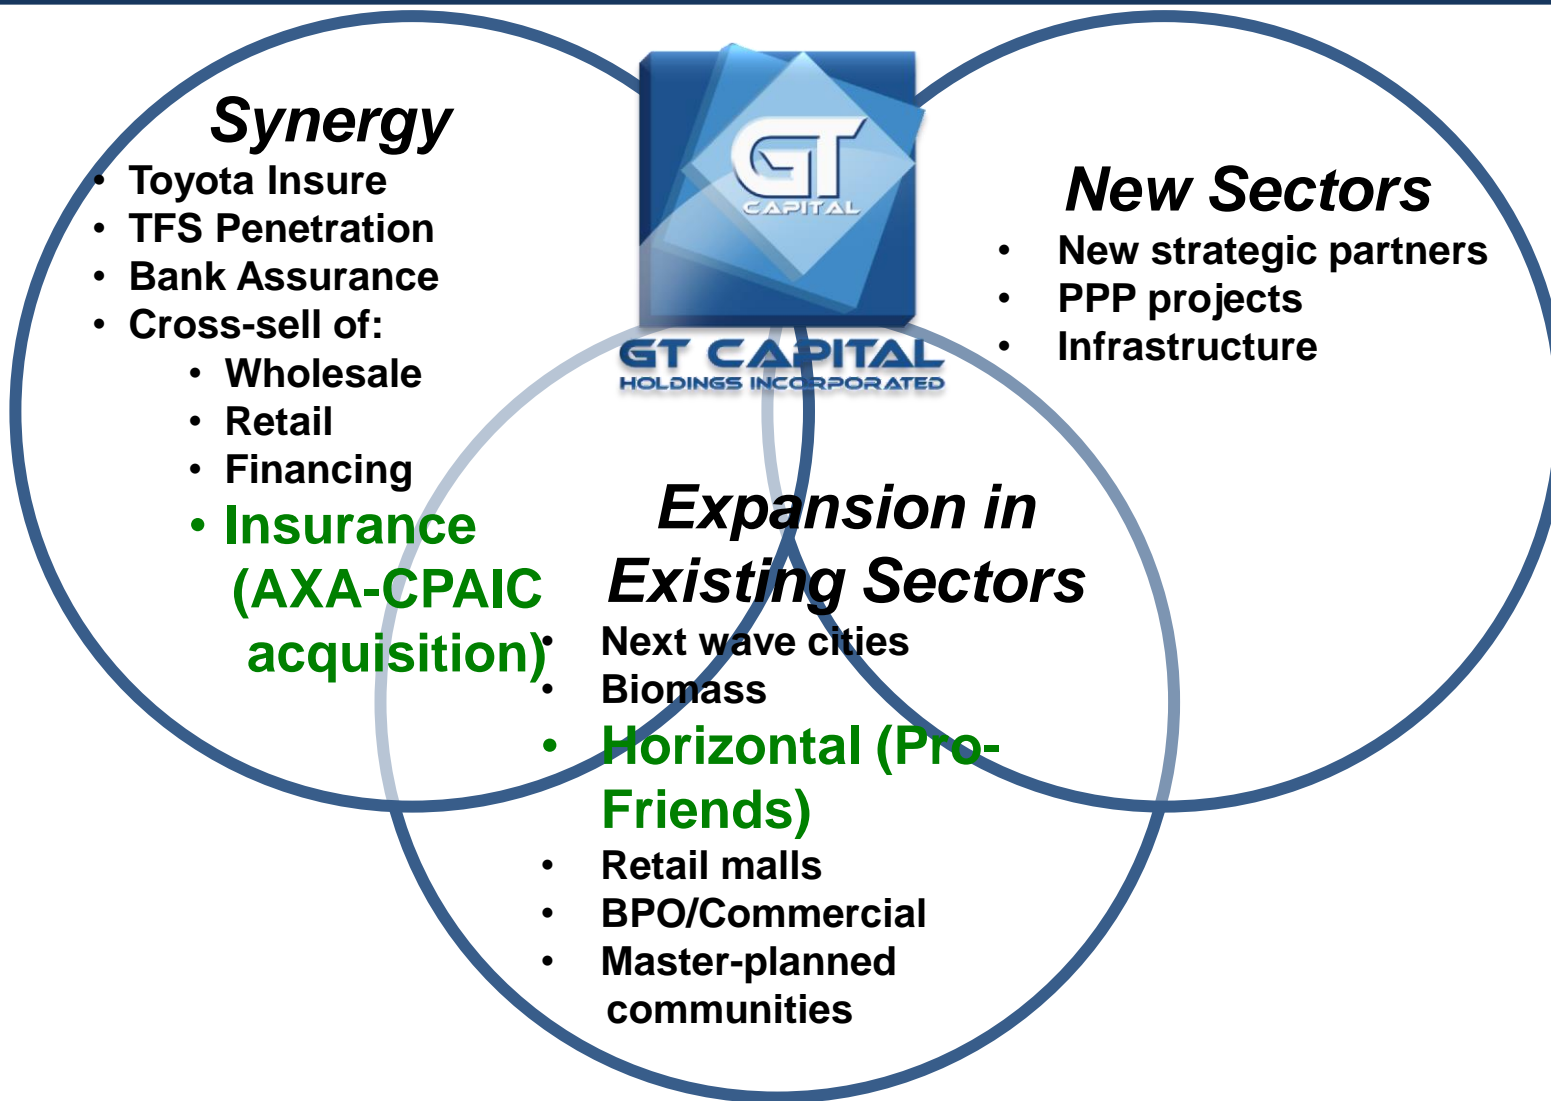 GT
CAPITAL
GT CAPITAL
HOLDINGS INCORPORATED
Synergy
• Toyota Insure
• TFS Penetration
• Bank Assurance
• Cross-sell of:
• Wholesale
• Retail
• Financing
• Insurance
(AXA-CPAIC
acquisition)
New Sectors
• New strategic partners
• PPP projects
• Infrastructure
Expansion in
Existing Sectors
• Next wave cities
• Biomass
• Horizontal (Pro-
Friends)
• Retail malls
• BPO/Commercial
• Master-planned
communities